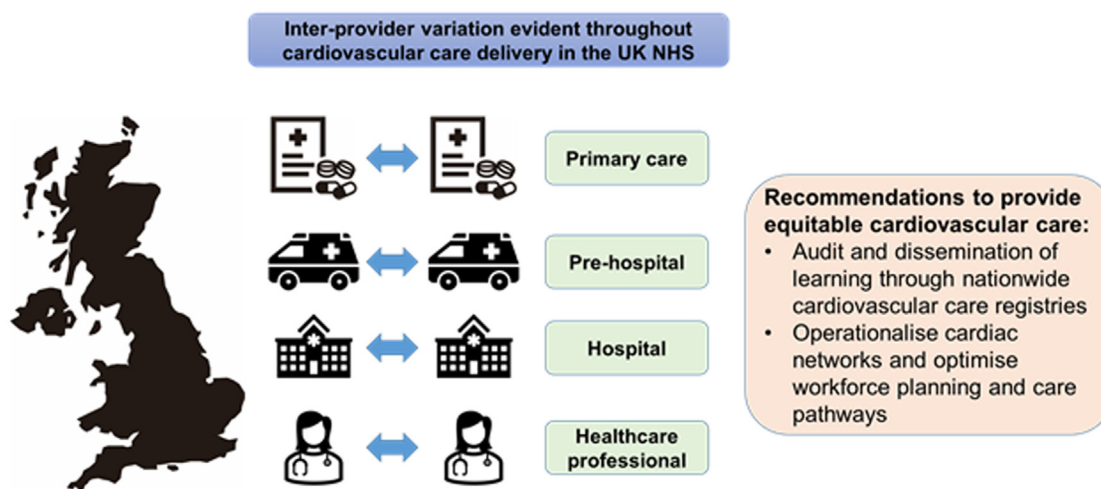 Inter-provider variation evident throughout
cardiovascular care delivery in the UK NHS
Primary care
Pre-hospital
Hospital
Healthcare
professional
Recommendations to provide
equitable cardiovascular care:
• Audit and dissemination of
learning through nationwide
cardiovascular care registries
• Operationalise cardiac
networks and optimise
workforce planning and care
pathways